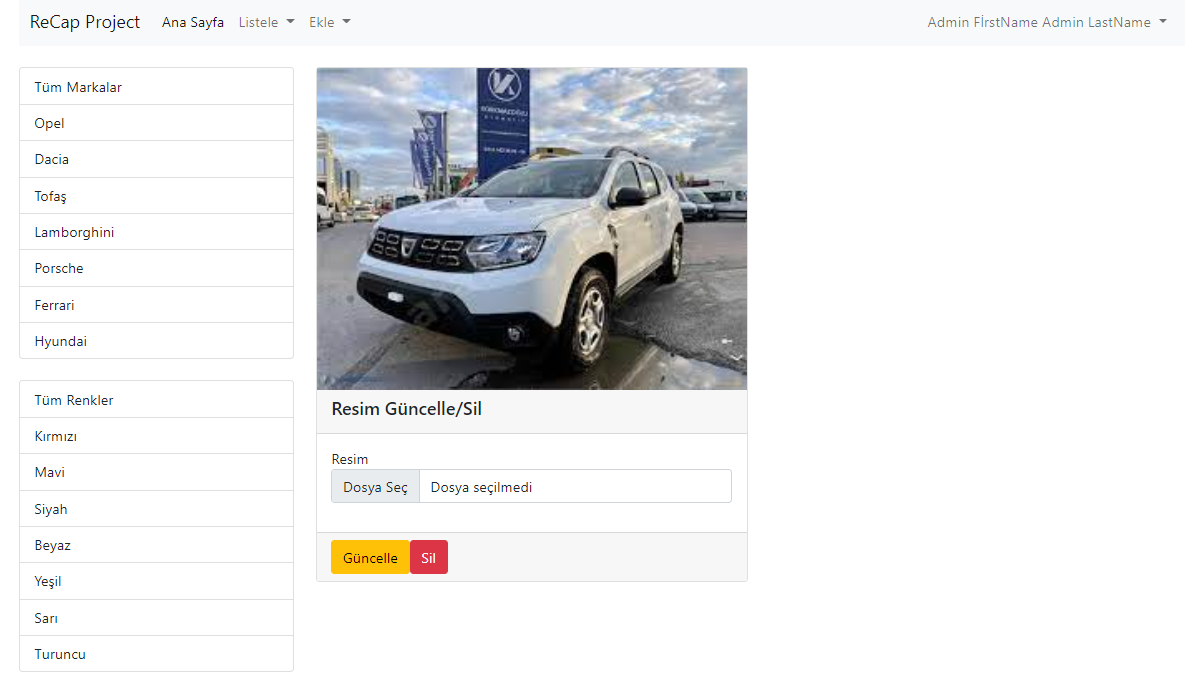 ReCap Project
Ana Sayfa
Listele
Ekle
Admin FİrstName Admin LastName
Tüm Markalar
Opel
Dacia
Tofaş
Lamborghini
Porsche
Ferrari
Hyundai
Tüm Renkler
Kırmızı
Mavi
Siyah
Beyaz
Yeşil
Sarı
Turuncu
Resim Güncelle/Sil
Resim
Dosya Seç
Dosya seçilmedi
Güncelle
Sil